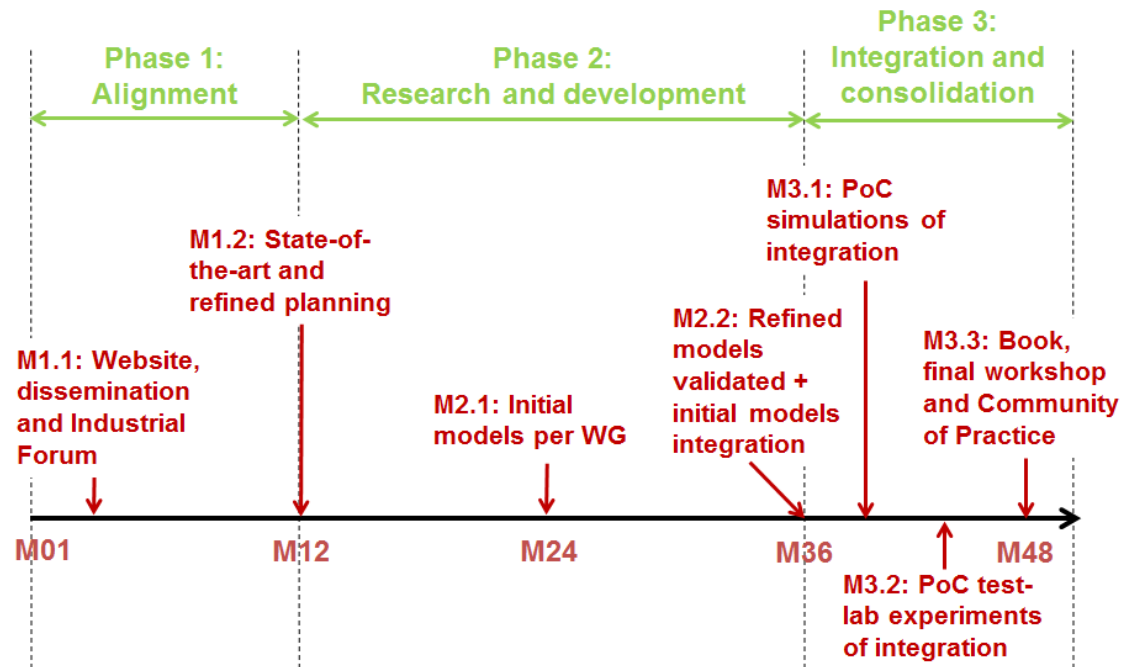 Phase 1:
Alignment
Phase 2:
Research and development
Phase 3:
Integration and
consolidation
M1.1: Website,
dissemination
and Industrial
Forum
M1.2: State-of-
the-art and
refined planning
M2.1: Initial
models per WG
M2.2: Refined
models
validated +
initial models
integration
M3.1: PoC
simulations of
integration
M3.3: Book,
final workshop
and Community
of Practice
M01
M12
M24
M36
M48
M3.2: PoC test-
lab experiments
of integration